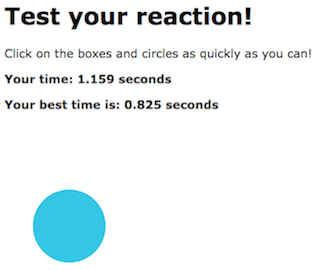 Test your reaction!
Click on the boxes and circles as quickly as you can!
Your time: 1.159 seconds
Your best time is: 0.825 seconds